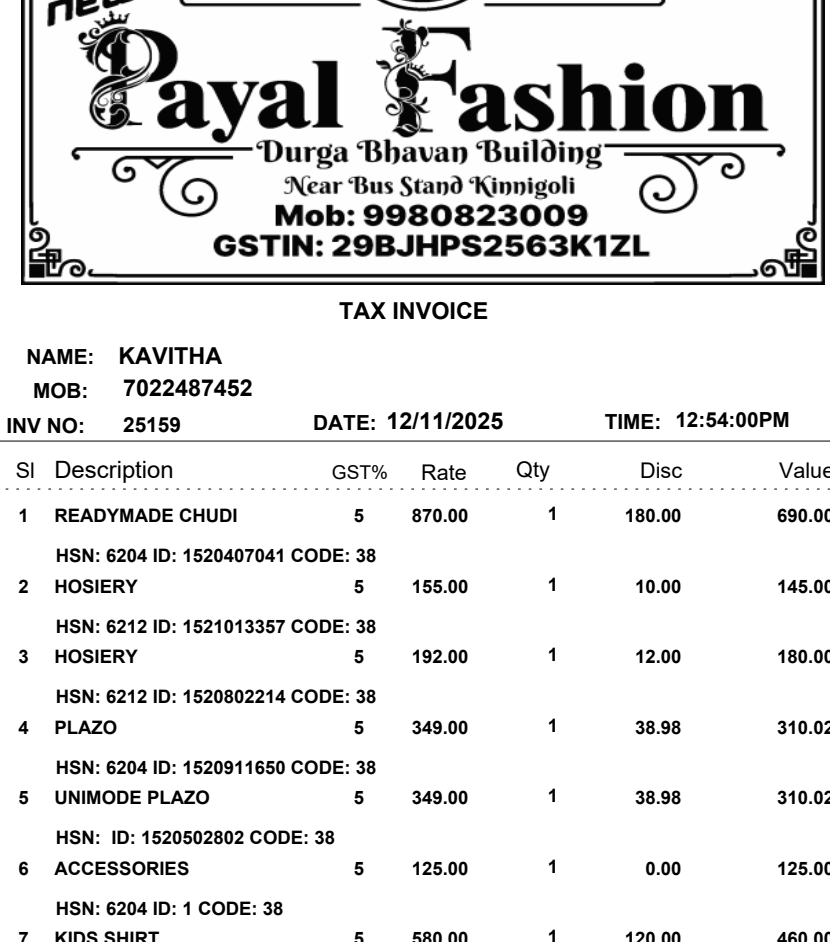 new
Payal Fashion
Durga Bhavan Building
Near Bus Stand Kinnigoli
Mob: 9980823009
GSTIN: 29BJHPS2563K1ZL
TAX INVOICE
NAME: KAVITHA
MOB: 7022487452
INV NO: 25159 DATE: 12/11/2025 TIME: 12:54:00PM
Sl Description GST% Rate Qty Disc Value
1 READYMADE CHUDI 5 870.00 1 180.00 690.00
HSN: 6204 ID: 1520407041 CODE: 38
2 HOSIERY 5 155.00 1 10.00 145.00
HSN: 6212 ID: 1521013357 CODE: 38
3 HOSIERY 5 192.00 1 12.00 180.00
HSN: 6212 ID: 1520802214 CODE: 38
4 PLAZO 5 349.00 1 38.98 310.02
HSN: 6204 ID: 1520911650 CODE: 38
5 UNIMODE PLAZO 5 349.00 1 38.98 310.02
HSN: ID: 1520502802 CODE: 38
6 ACCESSORIES 5 125.00 1 0.00 125.00
HSN: 6204 ID: 1 CODE: 38
7 KIDS SHIRT 5 580.00 1 120.00 460.00